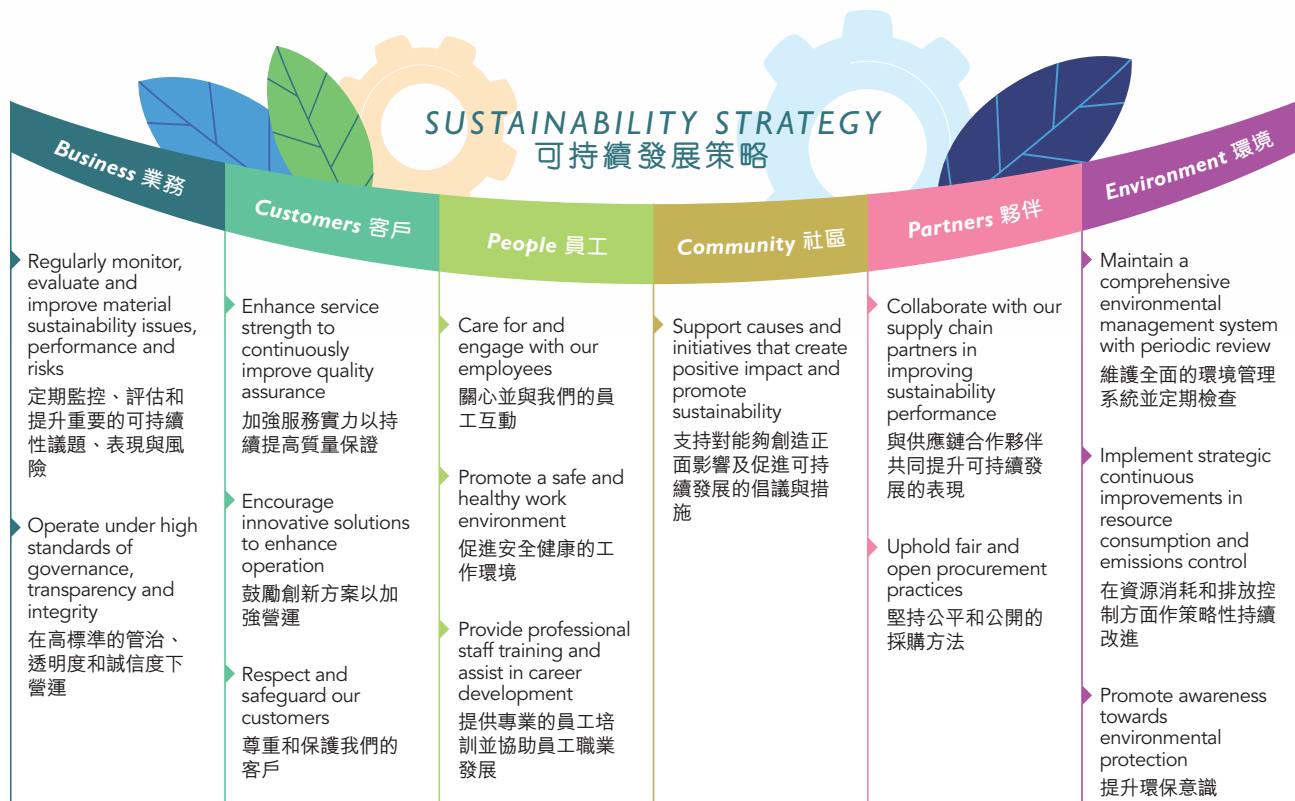 SUSTAINABILITY STRATEGY
可持續發展策略
Business 業務
Regularly monitor,
evaluate and
improve material
sustainability issues,
performance and
risks
定期監控、評估和
提升重要的可持續
性議題、表現與風
險
Operate under high
standards of
governance,
transparency and
integrity
在高標準的管治、
透明度和誠信度下
營運
Customers 客戶
Enhance service
strength to
continuously
improve quality
assurance
加強服務實力以持
續提高質量保證
Encourage
innovative solutions
to enhance
operation
鼓勵創新方案以加
強營運
Respect and
safeguard our
customers
尊重和保護我們的
客戶
People 員工
Care for and
engage with our
employees
關心並與我們的員
工互動
Promote a safe and
healthy work
environment
促進安全健康的工
作環境
Provide professional
staff training and
assist in career
development
提供專業的員工培
訓並協助員工職業
發展
Community 社區
Support causes and
initiatives that create
positive impact and
promote
sustainability
支持對能夠創造正
面影響及促進可持
續發展的倡議與措
施
Partners 夥伴
Collaborate with our
supply chain
partners in
improving
sustainability
performance
與供應鏈合作夥伴
共同提升可持續發
展的表現
Uphold fair and
open procurement
practices
堅持公平和公開的
採購方法
Environment 環境
Maintain a
comprehensive
environmental
management system
with periodic review
維護全面的環境管理
系統並定期檢查
Implement strategic
continuous
improvements in
resource
consumption and
emissions control
在資源消耗和排放控
制方面作策略性持續
改進
Promote awareness
towards
environmental
protection
提升環保意識